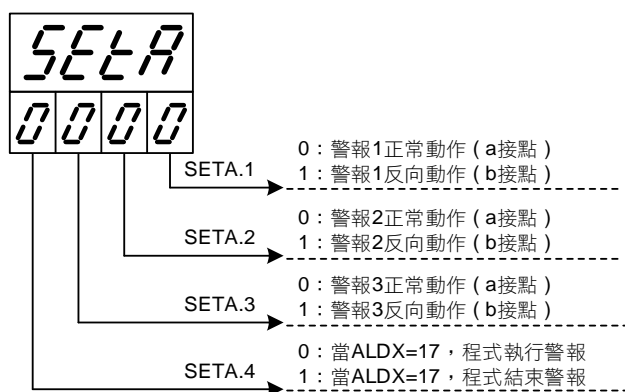 SEtA
0 0 0 0
SETA.1
0：警報1正常動作 ( a接點 )
1：警報1反向動作 ( b接點 )
SETA.2
0：警報2正常動作 ( a接點 )
1：警報2反向動作 ( b接點 )
SETA.3
0：警報3正常動作 ( a接點 )
1：警報3反向動作 ( b接點 )
SETA.4
0：當ALDX=17，程式執行警報
1：當ALDX=17，程式結束警報